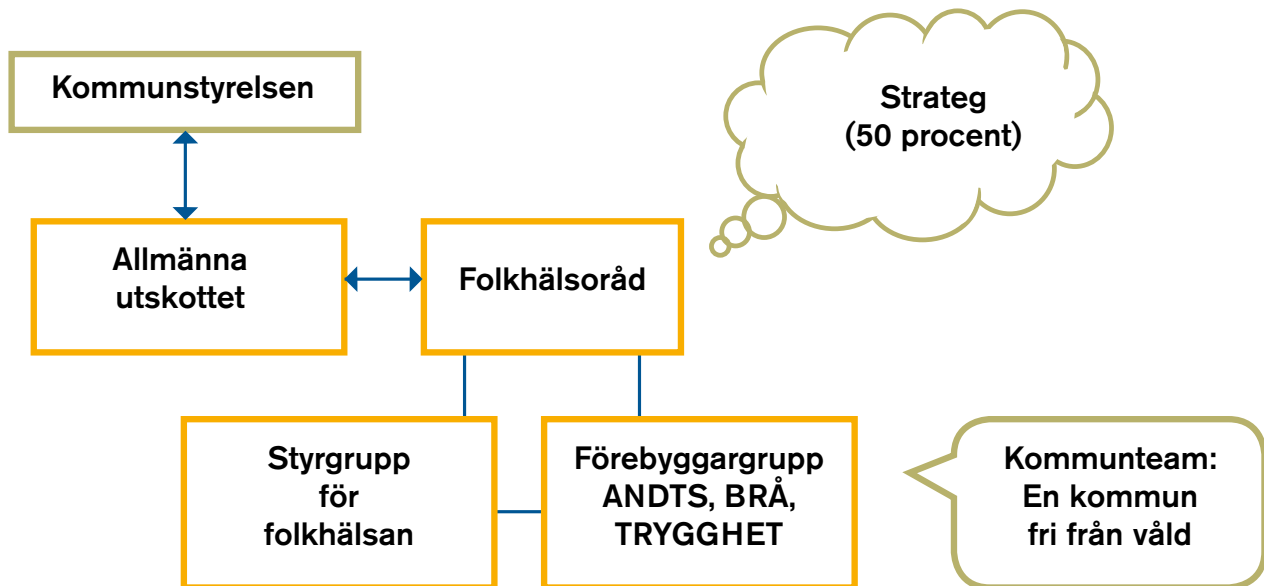 Kommunstyrelsen
Strateg
(50 procent)
Allmänna
utskottet
Folkhälsoråd
Styrgrupp
för
folkhälsan
Förebyggargrupp
ANDTS, BRÅ,
TRYGGHET
Kommunteam:
En kommun
fri från våld